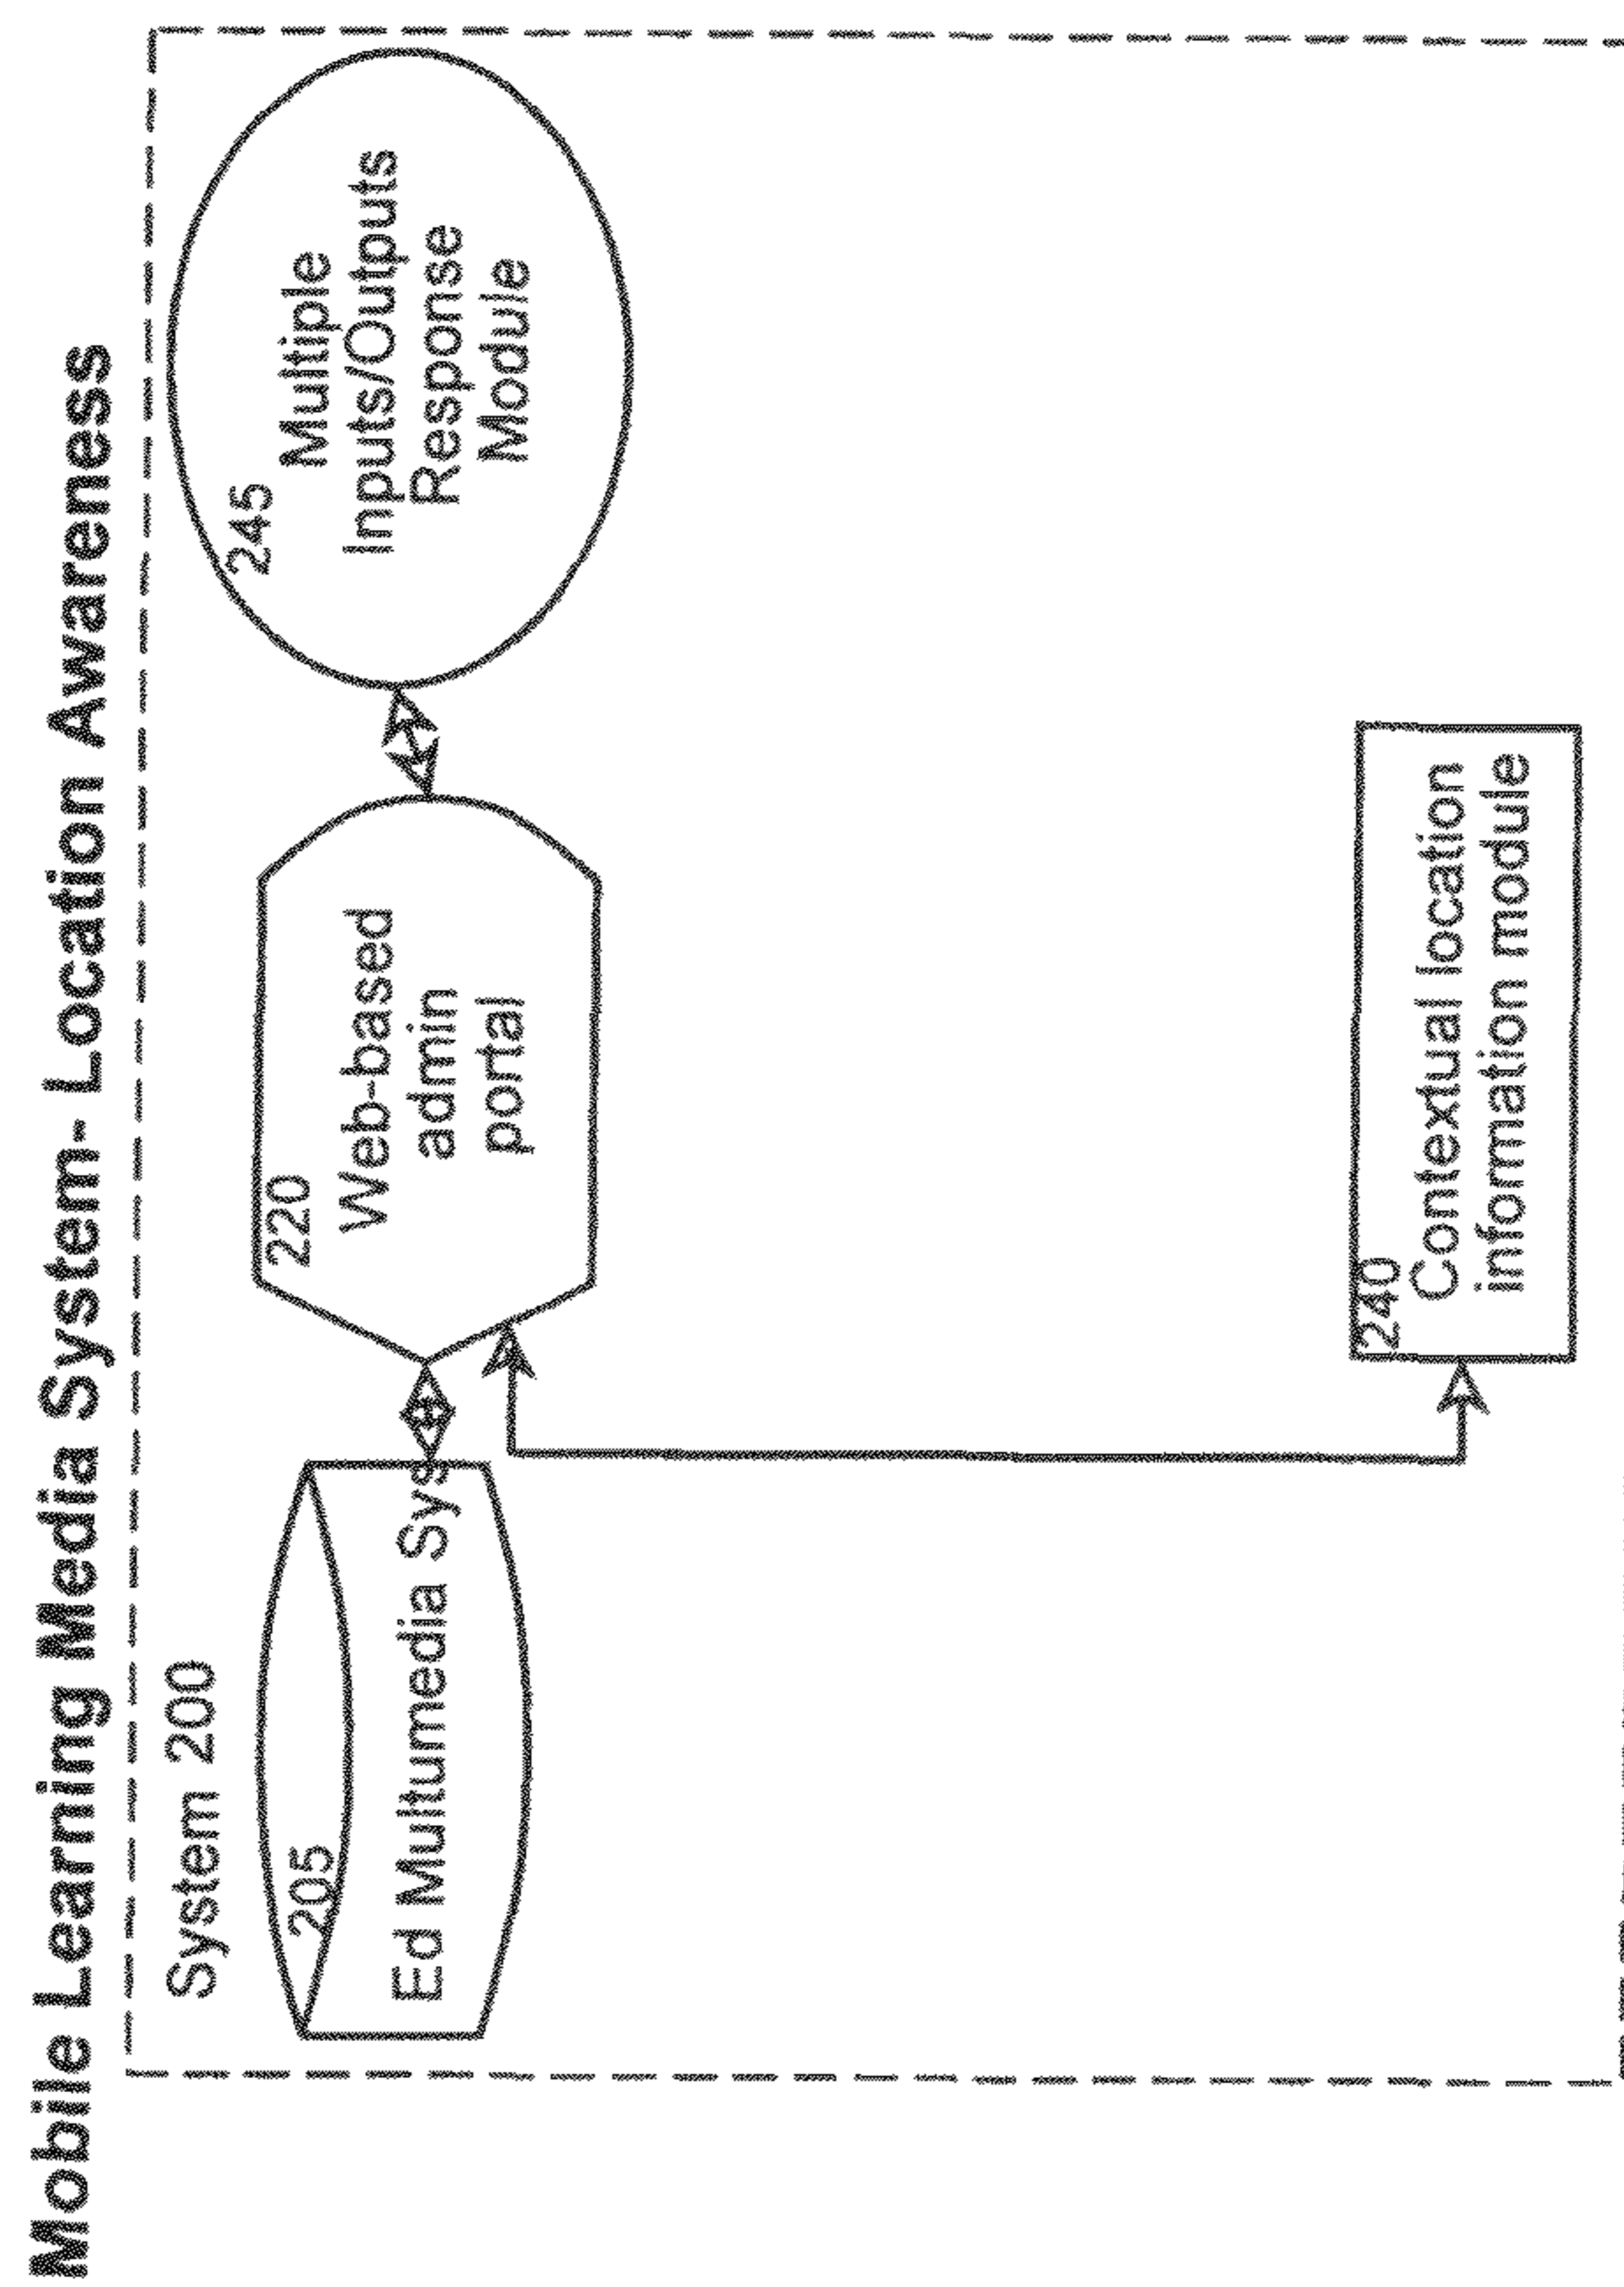 Mobile Learning Media System- Location Awareness
System 200
205
Ed Multumedia Sys
220
Web-based
admin
portal
245
Multiple
Inputs/Outputs
Response
Module
240
Contextual location
information module